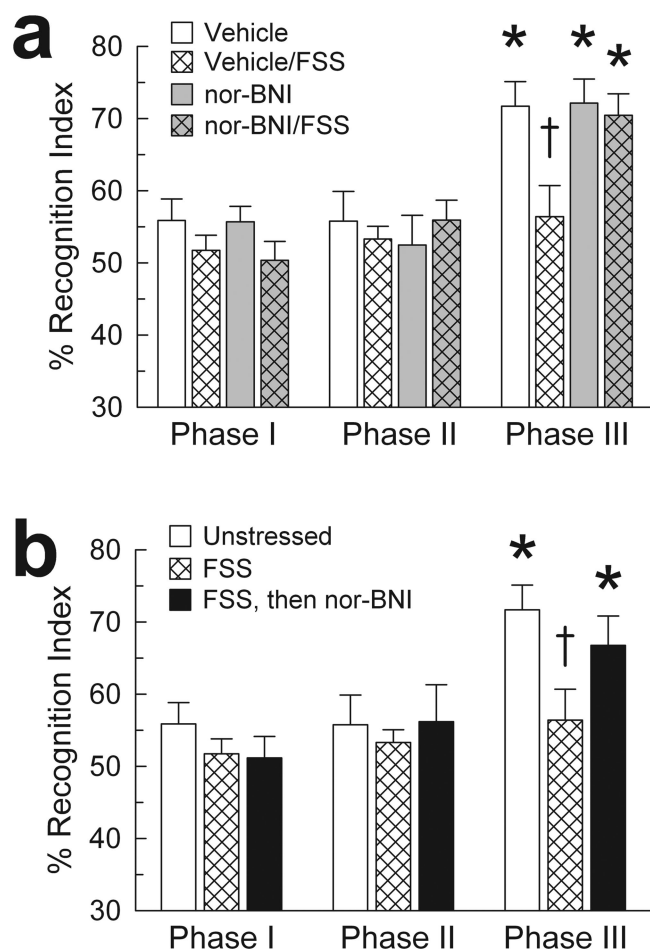 a
% Recognition Index
80
70
60
50
40
30
Vehicle
Vehicle/FSS
nor-BNI
nor-BNI/FSS
*
†
*
*
Phase I
Phase II
Phase III
b
% Recognition Index
80
70
60
50
40
30
Unstressed
FSS
FSS, then nor-BNI
*
†
*
Phase I
Phase II
Phase III